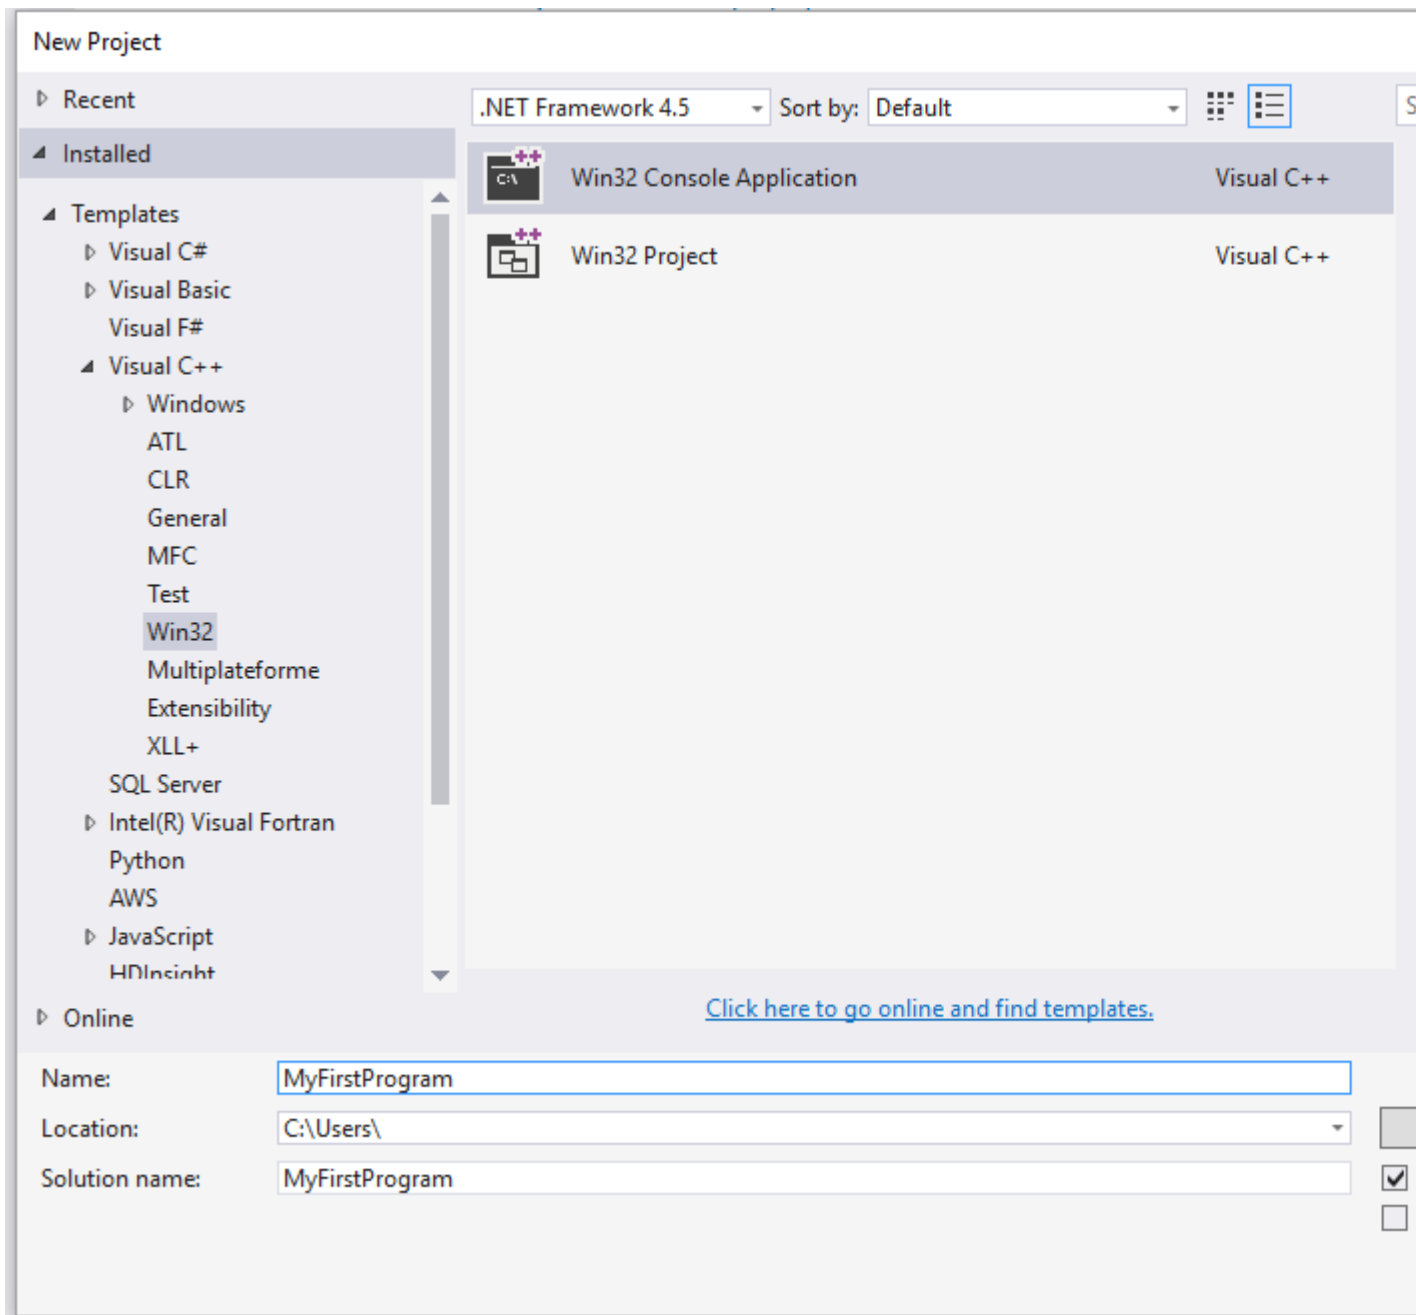 New Project
Recent
.NET Framework 4.5 Sort by: Default S
Installed
Templates
Visual C#
Visual Basic
Visual F#
Visual C++
Windows
ATL
CLR
General
MFC
Test
Win32
Multiplateforme
Extensibility
XLL+
SQL Server
Intel(R) Visual Fortran
Python
AWS
JavaScript
HDInsight
Online
C:\ Win32 Console Application Visual C++
Win32 Project Visual C++
Click here to go online and find templates.
Name: MyFirstProgram
Location: C:\Users\
Solution name: MyFirstProgram